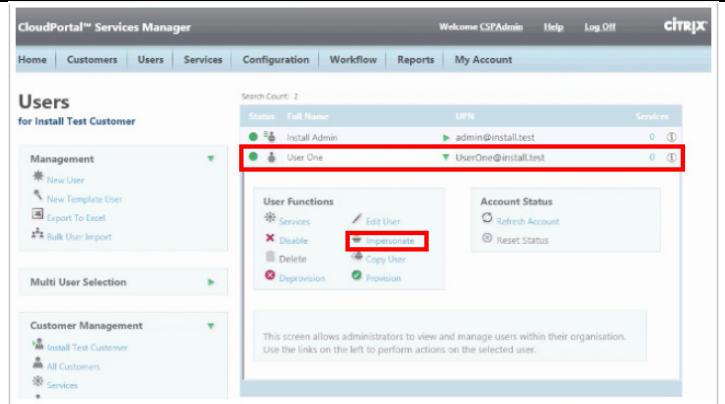 CloudPortal™ Services Manager
Welcome CSPAdmin Help Log Off
CITRIX
Home Customers Users Services Configuration Workflow Reports My Account
Users
for Install Test Customer
Search Count: 2
Status Full Name UPN Services
Install Admin admin@install.test 0
User One UserOne@install.test 0
Management
New User
New Template User
Export To Excel
Bulk User Import
Multi User Selection
Customer Management
Install Test Customer
All Customers
Services
User Functions
Services Edit User
Disable Impersonate
Delete Copy User
Deprovision Provision
Account Status
Refresh Account
Reset Status
This screen allows administrators to view and manage users within their organisation.
Use the links on the left to perform actions on the selected user.